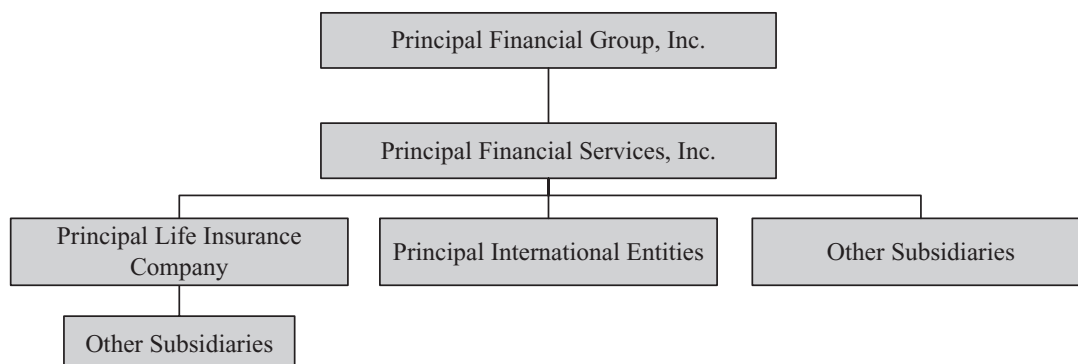 Principal Financial Group, Inc.
Principal Financial Services, Inc.
Principal Life Insurance
Company
Principal International Entities
Other Subsidiaries
Other Subsidiaries